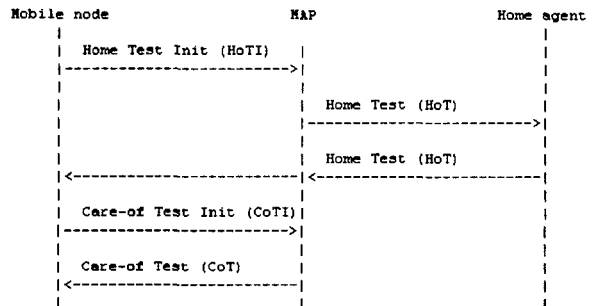 Mobile node MAP Home agent
Home Test Init (HoTI)
Home Test (HoT)
Home Test (HoT)
Care-of Test Init (CoTI)
Care-of Test (CoT)